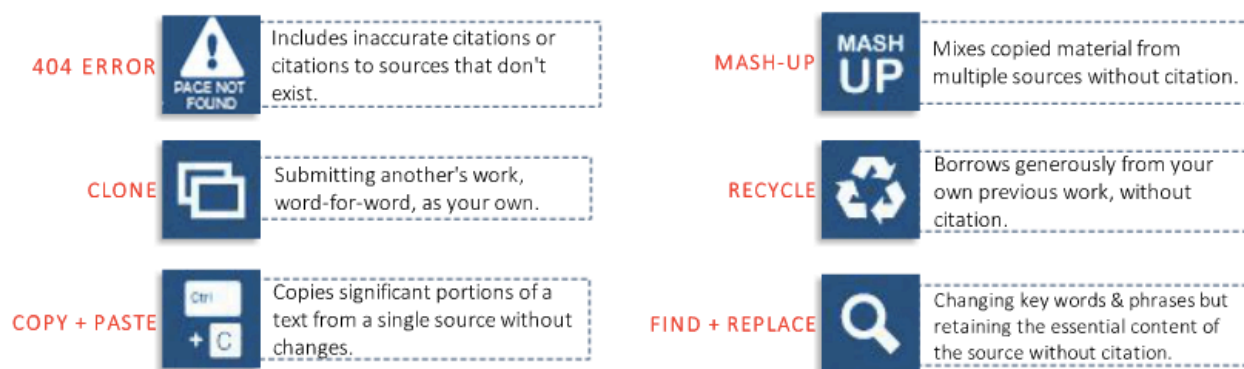 404 ERROR
PAGE NOT
FOUND
Includes inaccurate citations or
citations to sources that don't
exist.
CLONE
Submitting another's work,
word-for-word, as your own.
COPY + PASTE
Ctrl
+ C
Copies significant portions of a
text from a single source without
changes.
MASH-UP
MASH
UP
Mixes copied material from
multiple sources without citation.
RECYCLE
Borrows generously from your
own previous work, without
citation.
FIND + REPLACE
Changing key words & phrases but
retaining the essential content of
the source without citation.